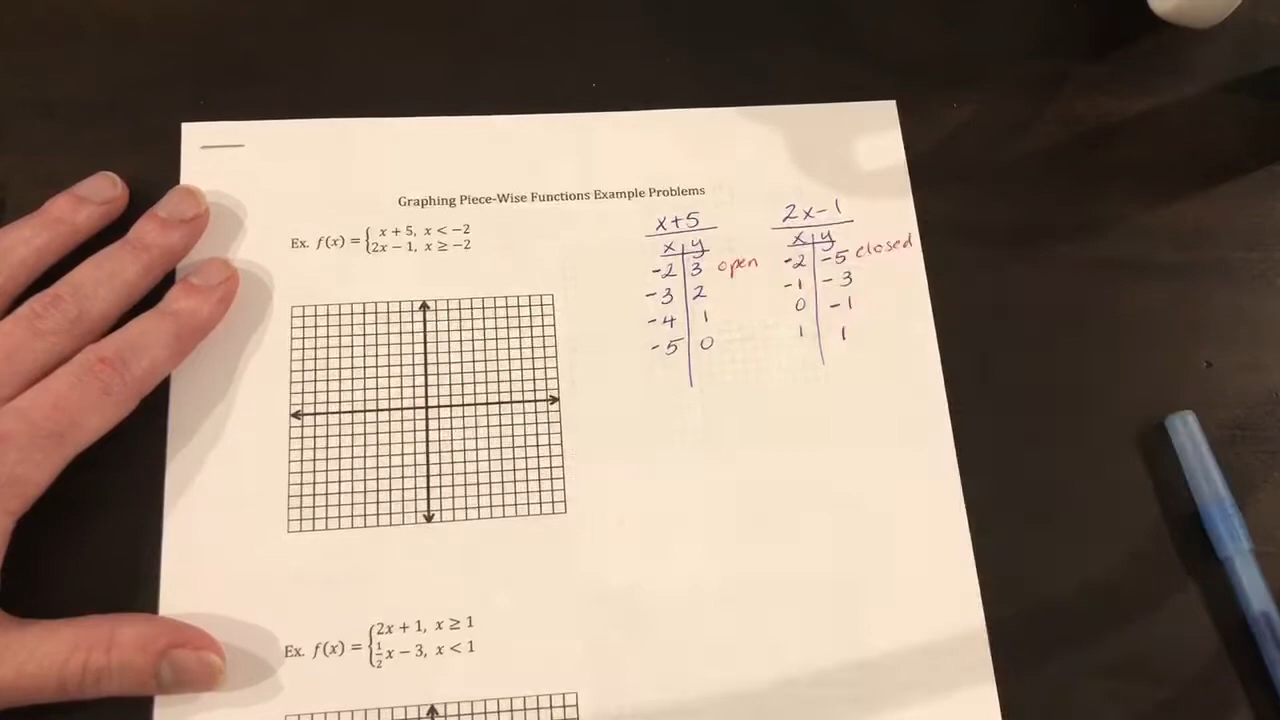 Graphing Piece-Wise Functions Example Problems
Ex. f(x) = { x + 5, x < −2
2x − 1, x ≥ −2
x+5
x y
-2 3 open
-3 2
-4 1
-5 0
2x-1
x y
-2 -5 closed
-1 -3
0 -1
1 1
Ex. f(x) = { 2x + 1, x ≥ 1
1/2 x − 3, x < 1